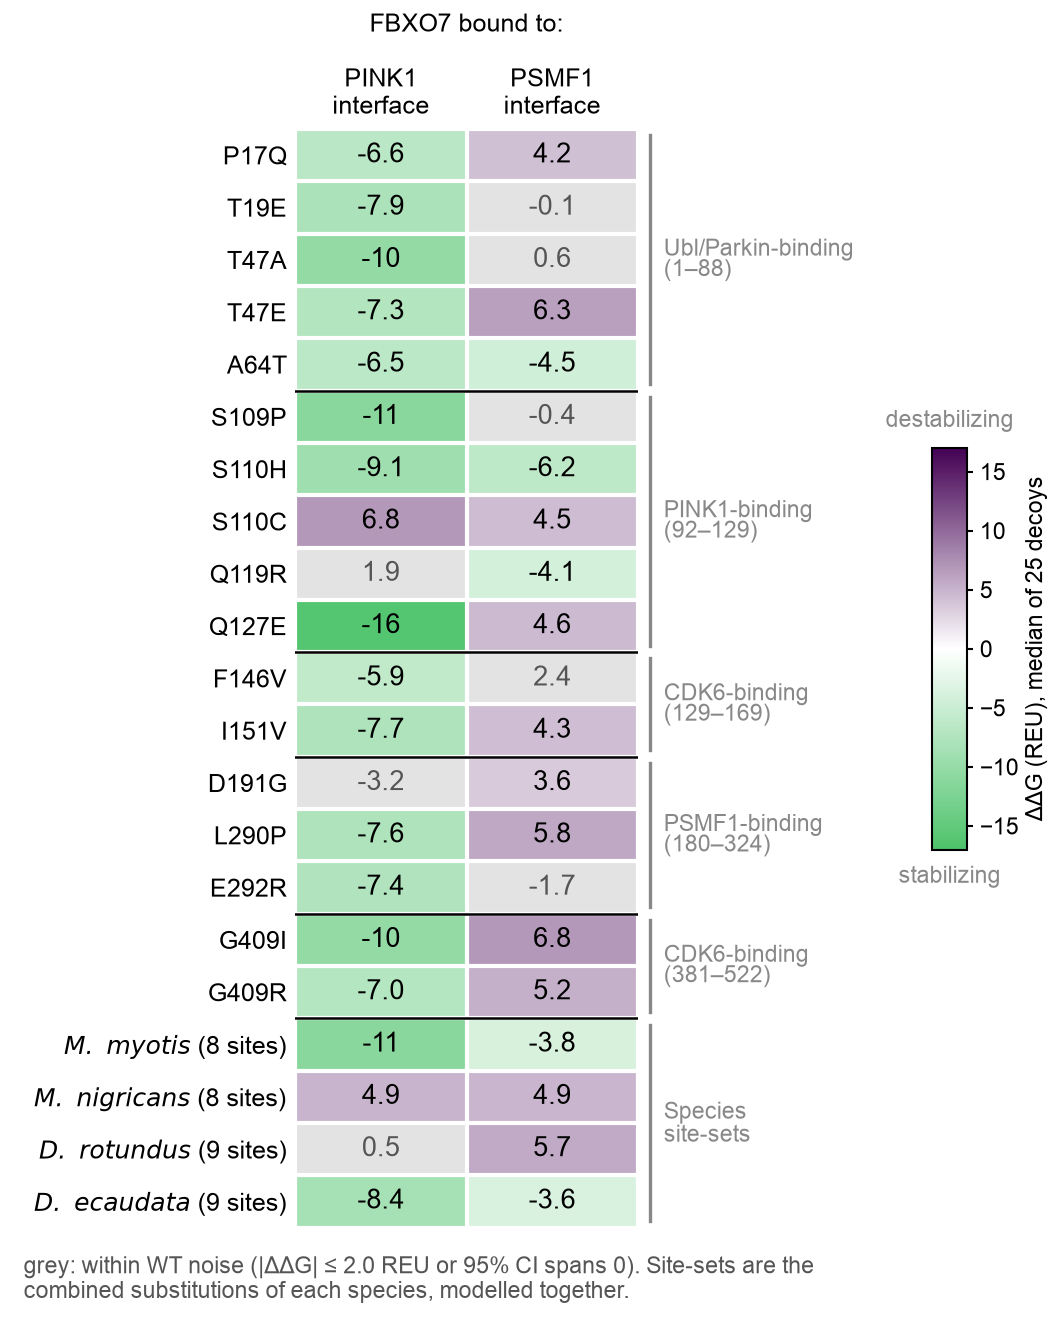 FBXO7 bound to:
PINK1 interface
PSMF1 interface
P17Q -6.6 4.2
T19E -7.9 -0.1
T47A -10 0.6
T47E -7.3 6.3
A64T -6.5 -4.5
Ubl/Parkin-binding
(1–88)
S109P -11 -0.4
S110H -9.1 -6.2
S110C 6.8 4.5
Q119R 1.9 -4.1
Q127E -16 4.6
PINK1-binding
(92–129)
F146V -5.9 2.4
I151V -7.7 4.3
CDK6-binding
(129–169)
D191G -3.2 3.6
L290P -7.6 5.8
E292R -7.4 -1.7
PSMF1-binding
(180–324)
G409I -10 6.8
G409R -7.0 5.2
CDK6-binding
(381–522)
M. myotis (8 sites) -11 -3.8
M. nigricans (8 sites) 4.9 4.9
D. rotundus (9 sites) 0.5 5.7
D. ecaudata (9 sites) -8.4 -3.6
Species
site-sets
destabilizing
15
10
5
0
−5
−10
−15
stabilizing
ΔΔG (REU), median of 25 decoys
grey: within WT noise (|ΔΔG| ≤ 2.0 REU or 95% CI spans 0). Site-sets are the
combined substitutions of each species, modelled together.